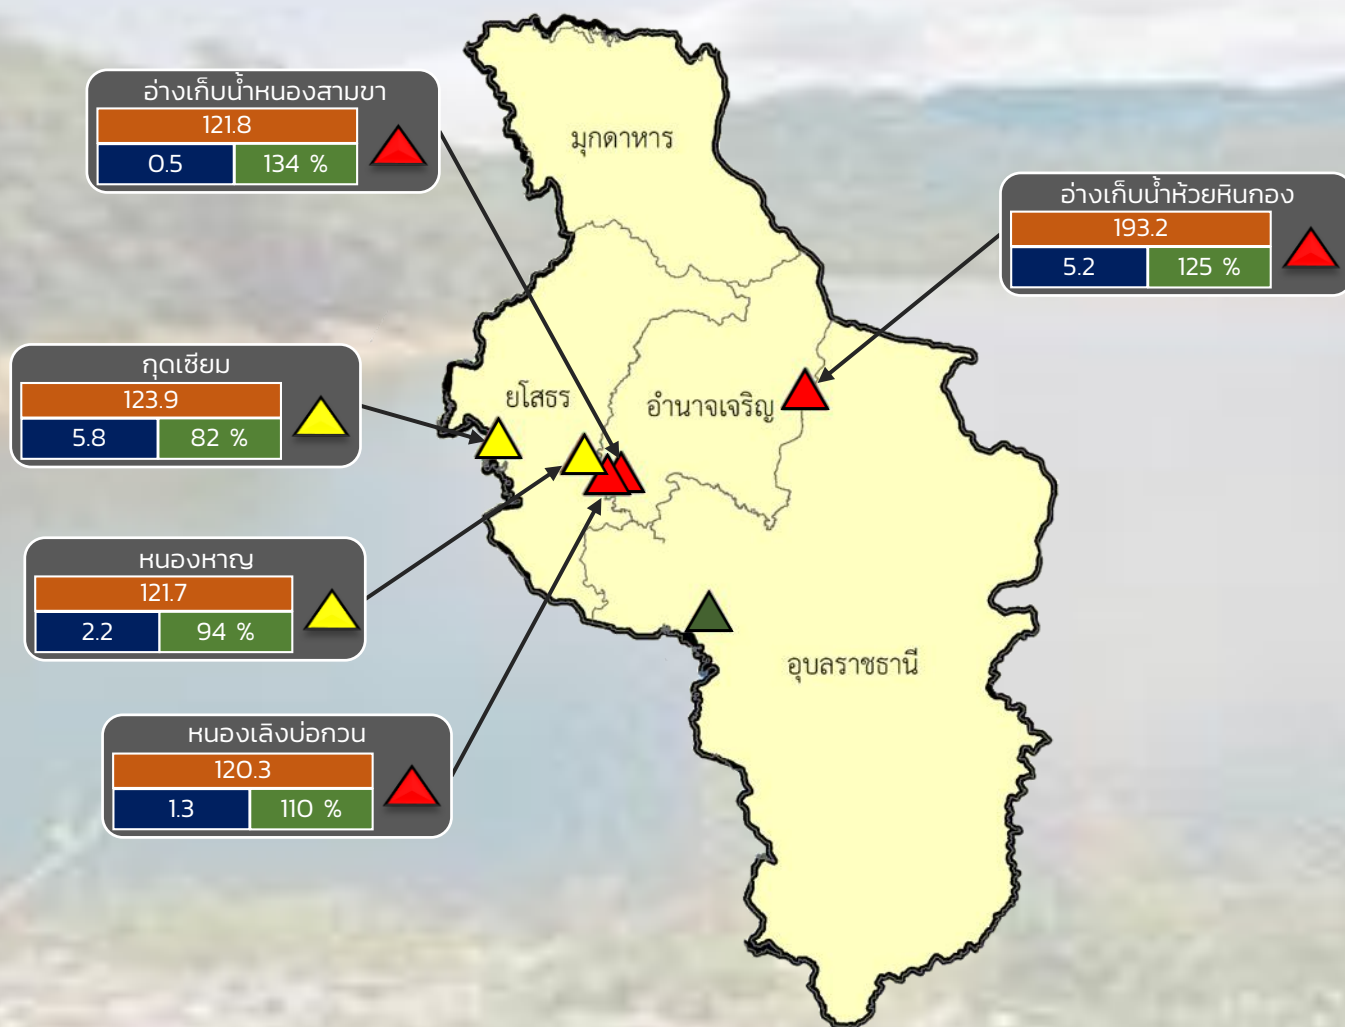 อ่างเก็บน้ำหนองสามขา
121.8
0.5 134 %
มุกดาหาร
อ่างเก็บน้ำห้วยหินกอง
193.2
5.2 125 %
กุดเซียม
123.9
5.8 82 %
ยโสธร
อำนาจเจริญ
หนองหาญ
121.7
2.2 94 %
อุบลราชธานี
หนองเลิงบ่อกวน
120.3
1.3 110 %